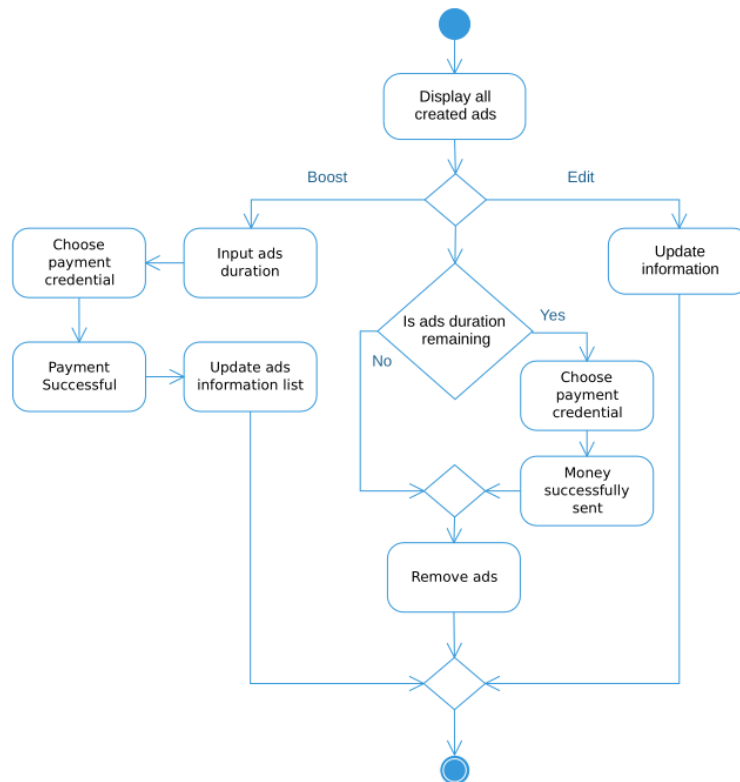 Display all
created ads
Boost
Edit
Choose
payment
credential
Input ads
duration
Update
information
Is ads duration
remaining
Yes
No
Payment
Successful
Update ads
information list
Choose
payment
credential
Money
successfully
sent
Remove ads